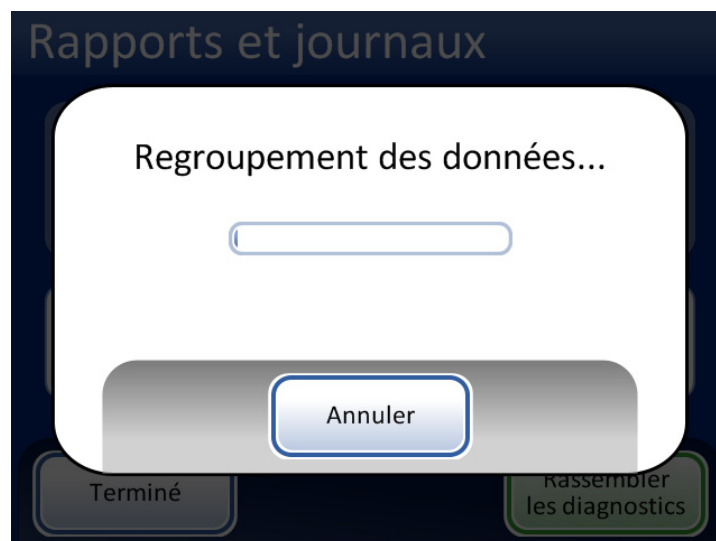 Rapports et journaux
Regroupement des données...
Annuler
Terminé
Rassembler
les diagnostics